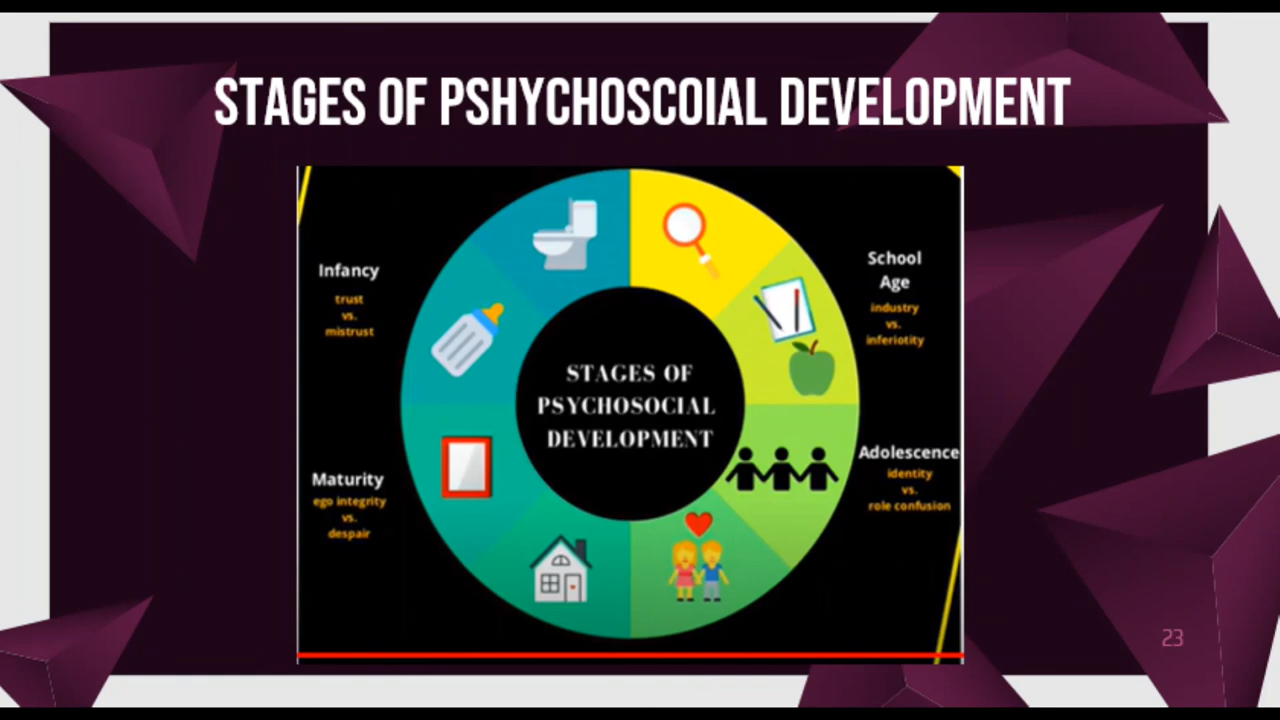 STAGES OF PSHYCHOSCOIAL DEVELOPMENT
Infancy
trust
vs.
mistrust
Maturity
ego integrity
vs.
despair
STAGES OF
PSYCHOSOCIAL
DEVELOPMENT
School
Age
industry
vs.
inferiotity
Adolescence
identity
vs.
role confusion
23